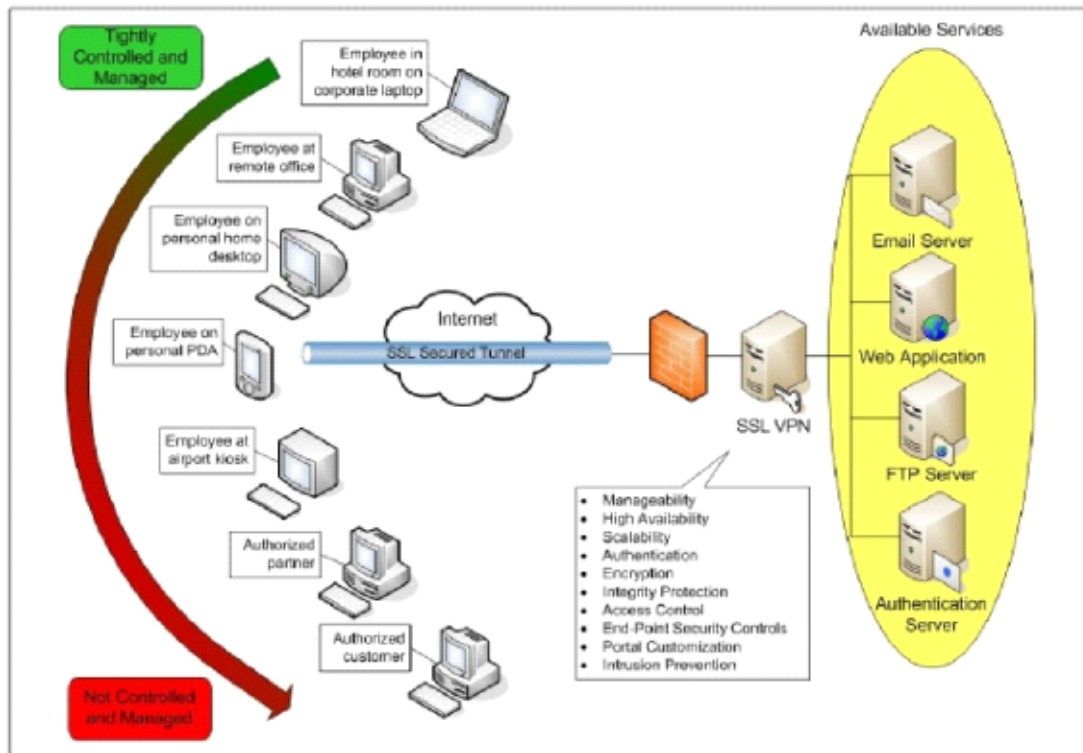 Tightly
Controlled and
Managed
Employee in
hotel room on
corporate laptop
Employee at
remote office
Employee on
personal home
desktop
Employee on
personal PDA
Employee at
airport kiosk
Authorized
partner
Authorized
customer
Not Controlled
and Managed
Internet
SSL Secured Tunnel
SSL VPN
• Manageability
• High Availability
• Scalability
• Authentication
• Encryption
• Integrity Protection
• Access Control
• End-Point Security Controls
• Portal Customization
• Intrusion Prevention
Available Services
Email Server
Web Application
FTP Server
Authentication
Server